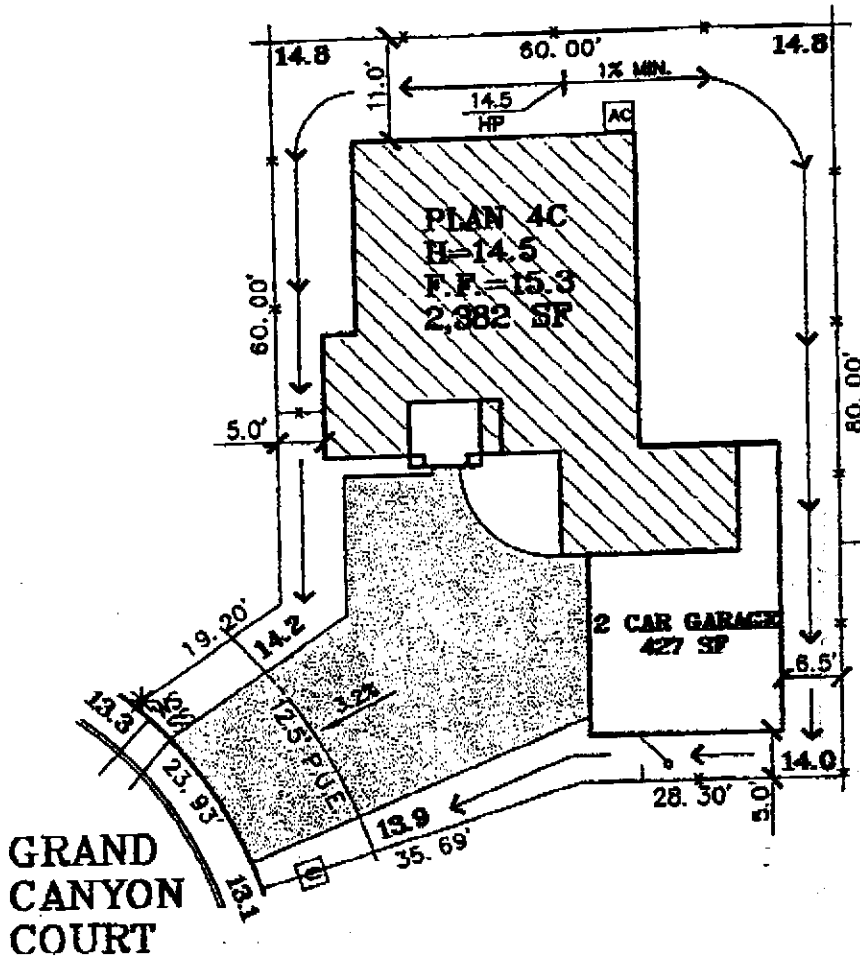 14.8
60.00'
14.8
11.0'
1% MIN.
14.5
HP
AC
PLAN 4C
H=14.5
F.F.=15.3
2,382 SF
60.00'
80.00'
5.0'
2 CAR GARAGE
427 SF
6.5'
19.20'
14.2
3.2%
13.3
12.5' PUE
23.93'
14.0
28.30'
5.0'
13.9
35.69'
13.1
GRAND
CANYON
COURT